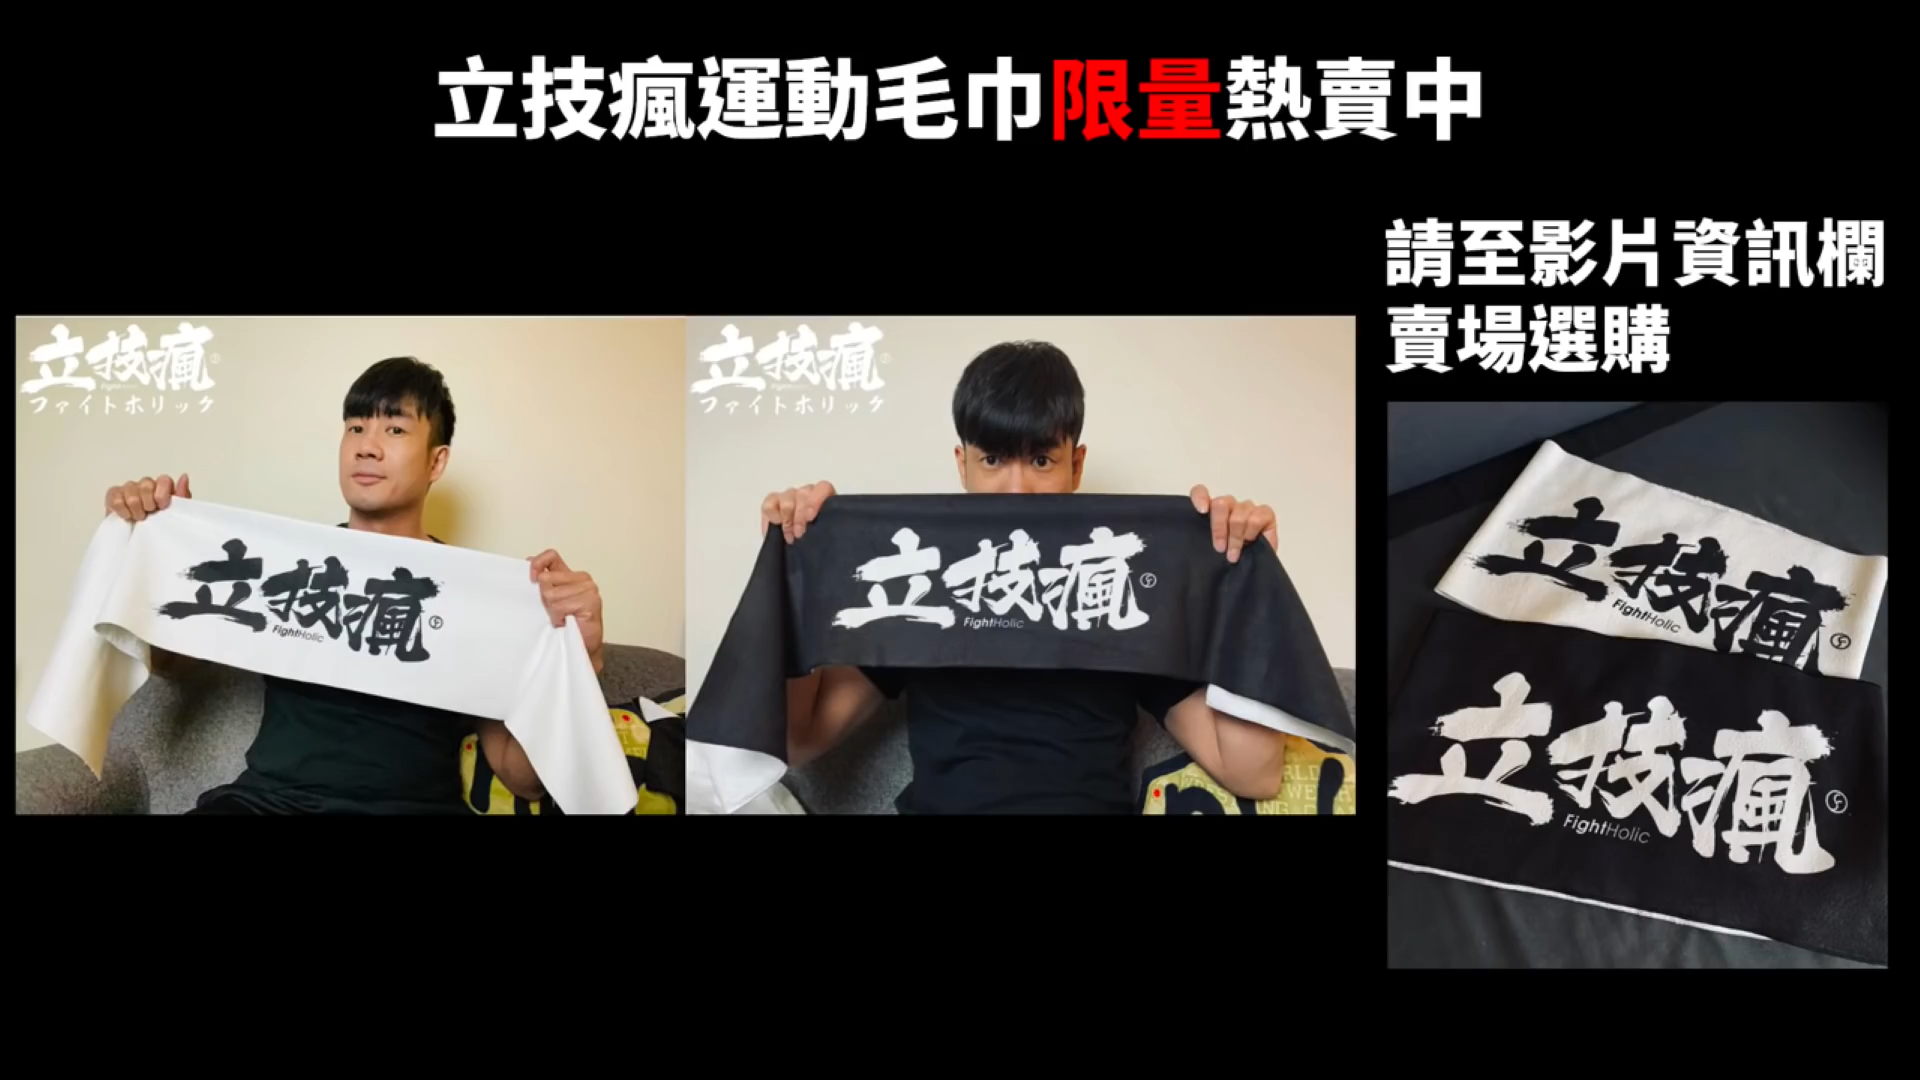 立技瘋運動毛巾限量熱賣中
請至影片資訊欄
賣場選購
立技瘋
ファイトホリック
立技瘋
ファイトホリック
立技瘋
FightHolic
立技瘋
FightHolic
立技瘋
FightHolic
立技瘋
FightHolic